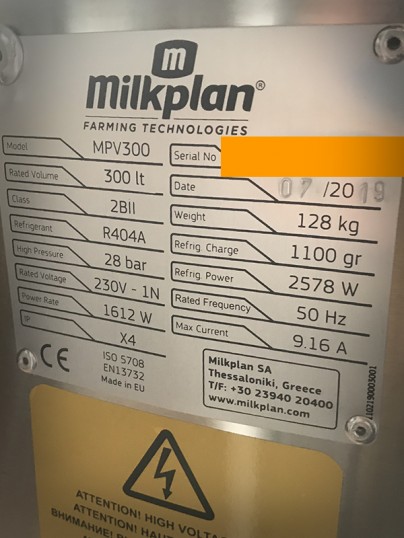 m
Milkplan®
FARMING TECHNOLOGIES
Model MPV300
Serial No
Rated Volume 300 lt
Date 07/2019
Class 2BII
Weight 128 kg
Refrigerant R404A
Refrig. Charge 1100 gr
High Pressure 28 bar
Refrig. Power 2578 W
Rated Voltage 230V - 1N
Rated Frequency 50 Hz
Power Rate 1612 W
Max Current 9.16 A
IP X4
CE
ISO 5708
EN13732
Made in EU
Milkplan SA
Thessaloniki, Greece
T/F: +30 23940 20400
www.milkplan.com
ATTENTION! HIGH VOLTA
ATTENTION! HAUT
ВНИМАНИЕ!